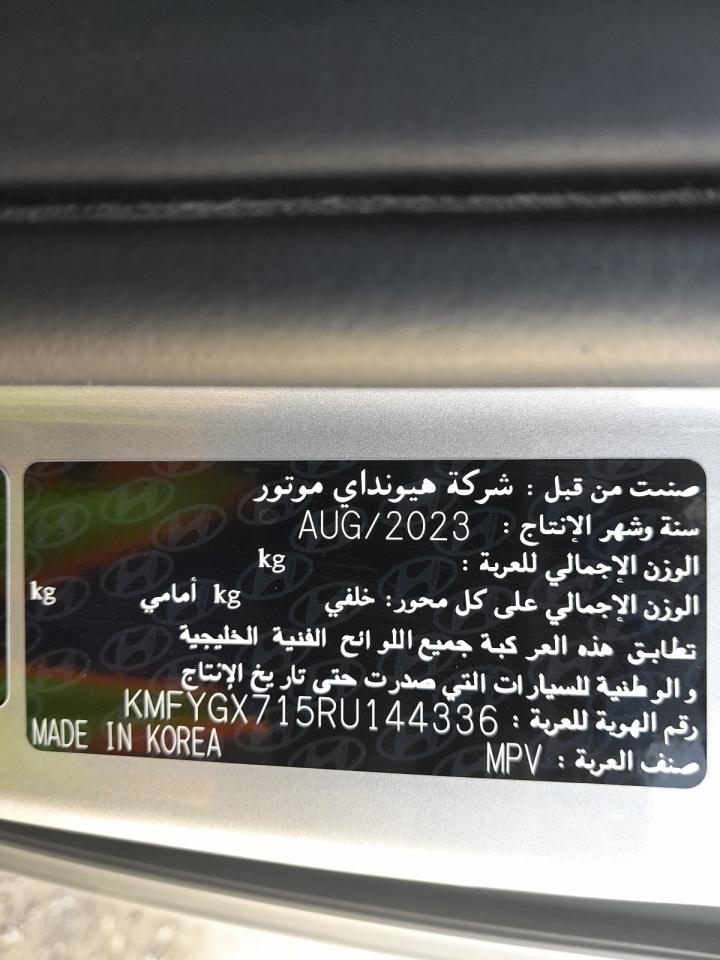 صنعت من قبل : شركة هيونداي موتور
سنة وشهر الإنتاج : AUG/2023
الوزن الإجمالي للعربة : kg
الوزن الإجمالي على كل محور: خلفي kg أمامي kg
تطابق هذه العر كبة جميع اللوائح الفنية الخليجية
والوطنية للسيارات التي صدرت حتى تاريخ الإنتاج
رقم الهوية للعربة : KMFYGX715RU144336
صنف العربة : MPV
MADE IN KOREA